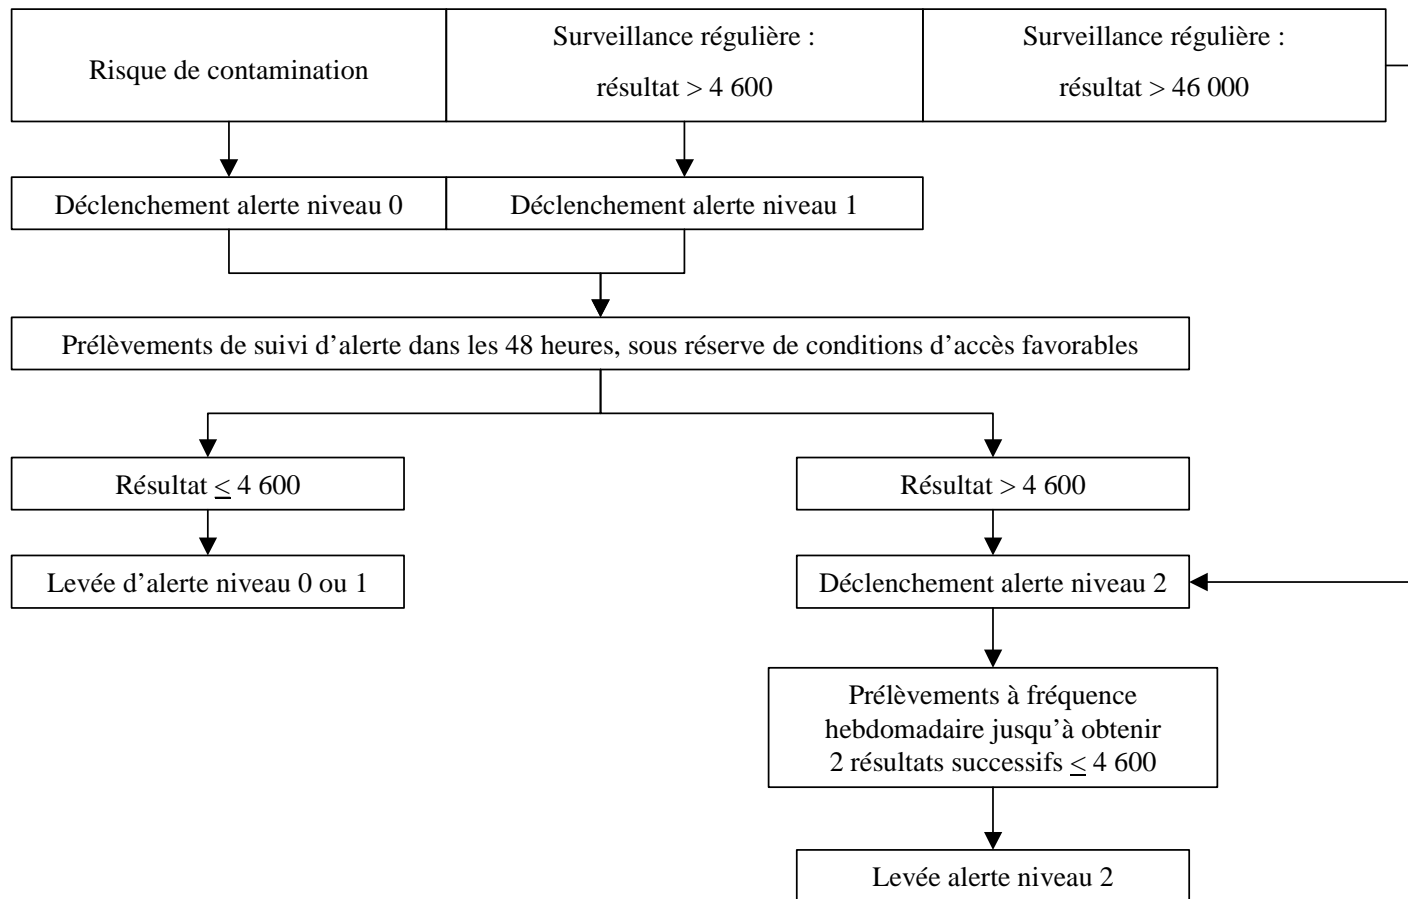 Risque de contamination
Surveillance régulière :
résultat > 4 600
Surveillance régulière :
résultat > 46 000
Déclenchement alerte niveau 0
Déclenchement alerte niveau 1
Prélèvements de suivi d’alerte dans les 48 heures, sous réserve de conditions d’accès favorables
Résultat ≤ 4 600
Résultat > 4 600
Levée d’alerte niveau 0 ou 1
Déclenchement alerte niveau 2
Prélèvements à fréquence
hebdomadaire jusqu’à obtenir
2 résultats successifs ≤ 4 600
Levée alerte niveau 2